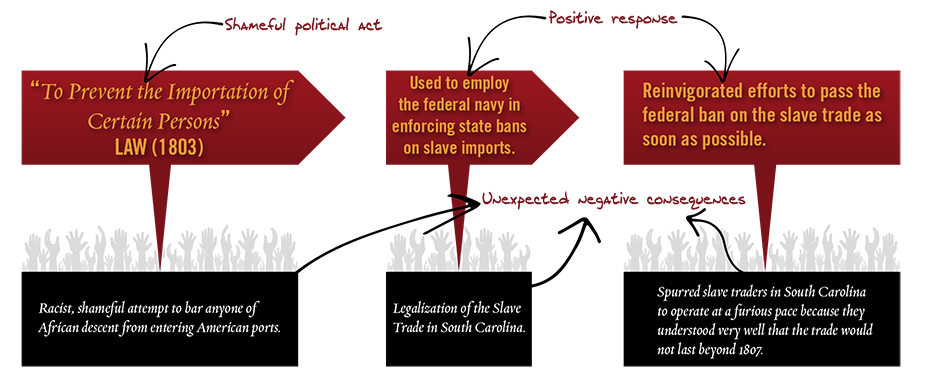 Shameful political act
Positive response
“To Prevent the Importation of
Certain Persons”
LAW (1803)
Used to employ
the federal navy in
enforcing state bans
on slave imports.
Reinvigorated efforts to pass the
federal ban on the slave trade as
soon as possible.
Unexpected negative consequences
Racist, shameful attempt to bar anyone of
African descent from entering American ports.
Legalization of the Slave
Trade in South Carolina.
Spurred slave traders in South Carolina
to operate at a furious pace because they
understood very well that the trade would
not last beyond 1807.